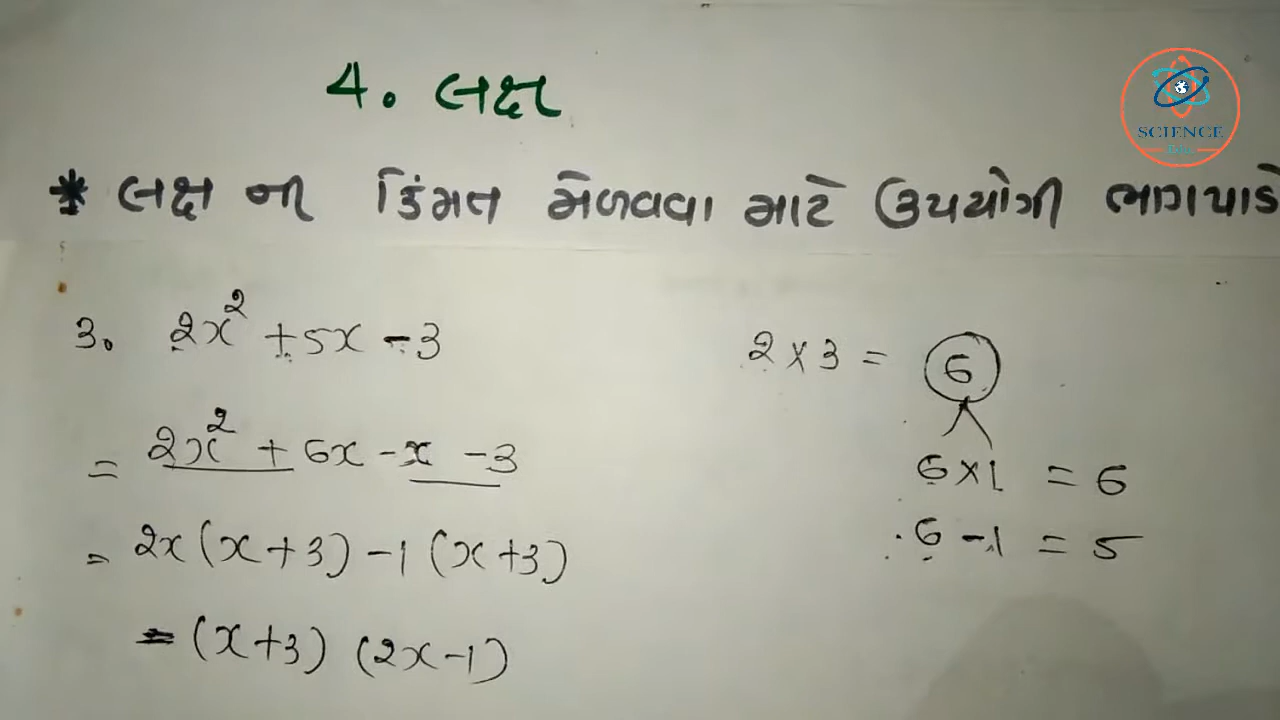 4. લક્ષ
SCIENCE
* લક્ષ ની કિંમત મેળવવા માટે ઉપયોગી ભાગપાડો
3. 2x² + 5x - 3
2 x 3 = 6
= 2x² + 6x - x - 3
6 x 1 = 6
= 2x (x + 3) - 1 (x + 3)
6 - 1 = 5
= (x + 3) (2x - 1)